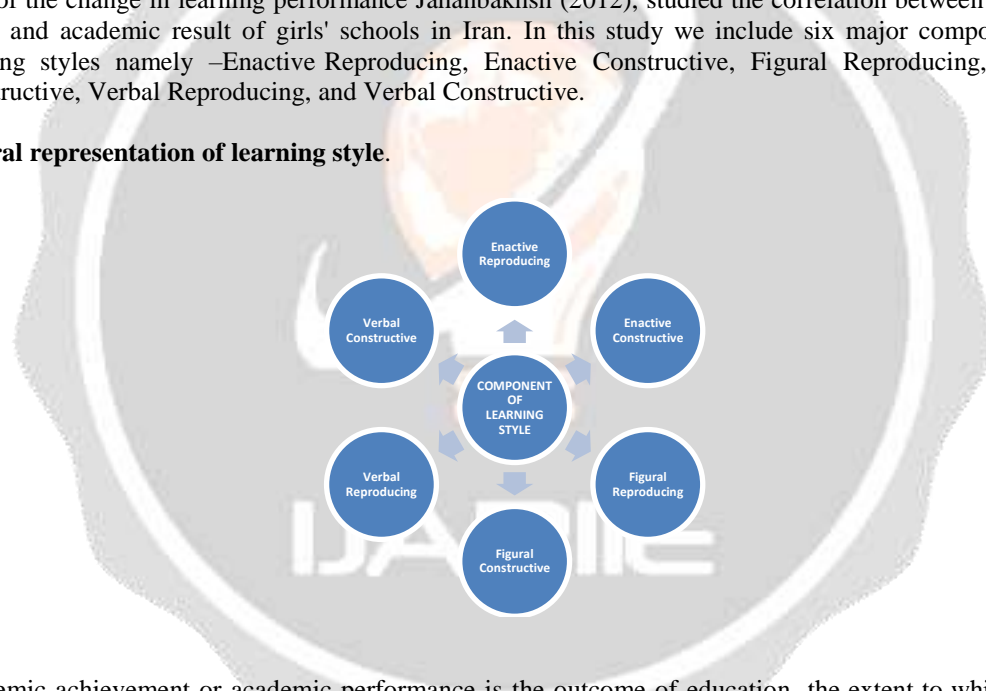 of the change in learning performance Jahanbakhsh (2012), studied the correlation between
and academic result of girls' schools in Iran. In this study we include six major compo
ng styles namely –Enactive Reproducing, Enactive Constructive, Figural Reproducing,
ructive, Verbal Reproducing, and Verbal Constructive.
ral representation of learning style.
Enactive
Reproducing
Enactive
Constructive
Figural
Reproducing
Figural
Constructive
Verbal
Reproducing
Verbal
Constructive
COMPONENT
OF
LEARNING
STYLE
IJARIIE
emic achievement or academic performance is the outcome of education the extent to whi